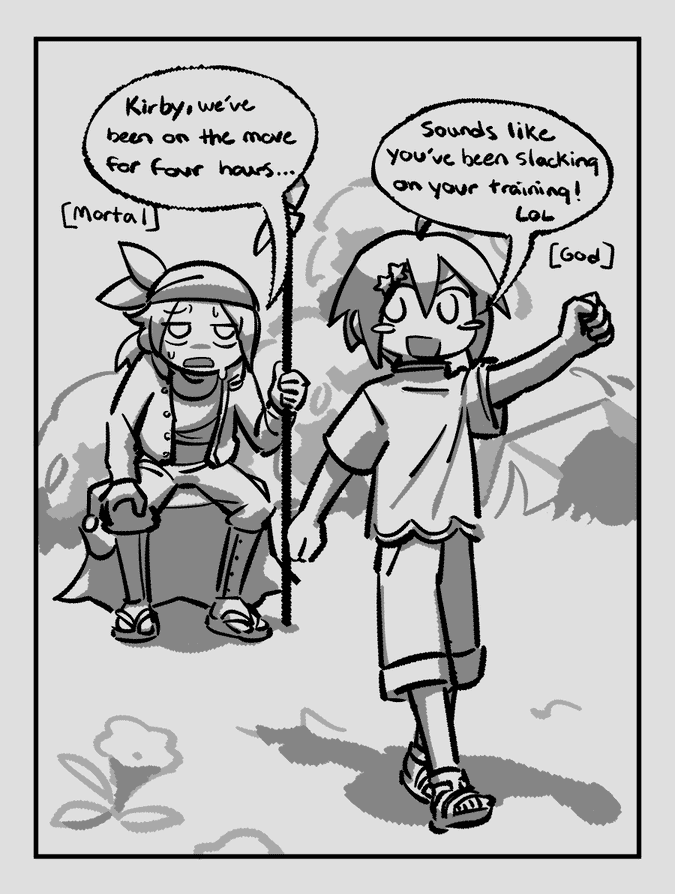 Kirby, we've
been on the move
for four hours...
[Mortal]
Sounds like
you've been slacking
on your training!
LOL
[God]